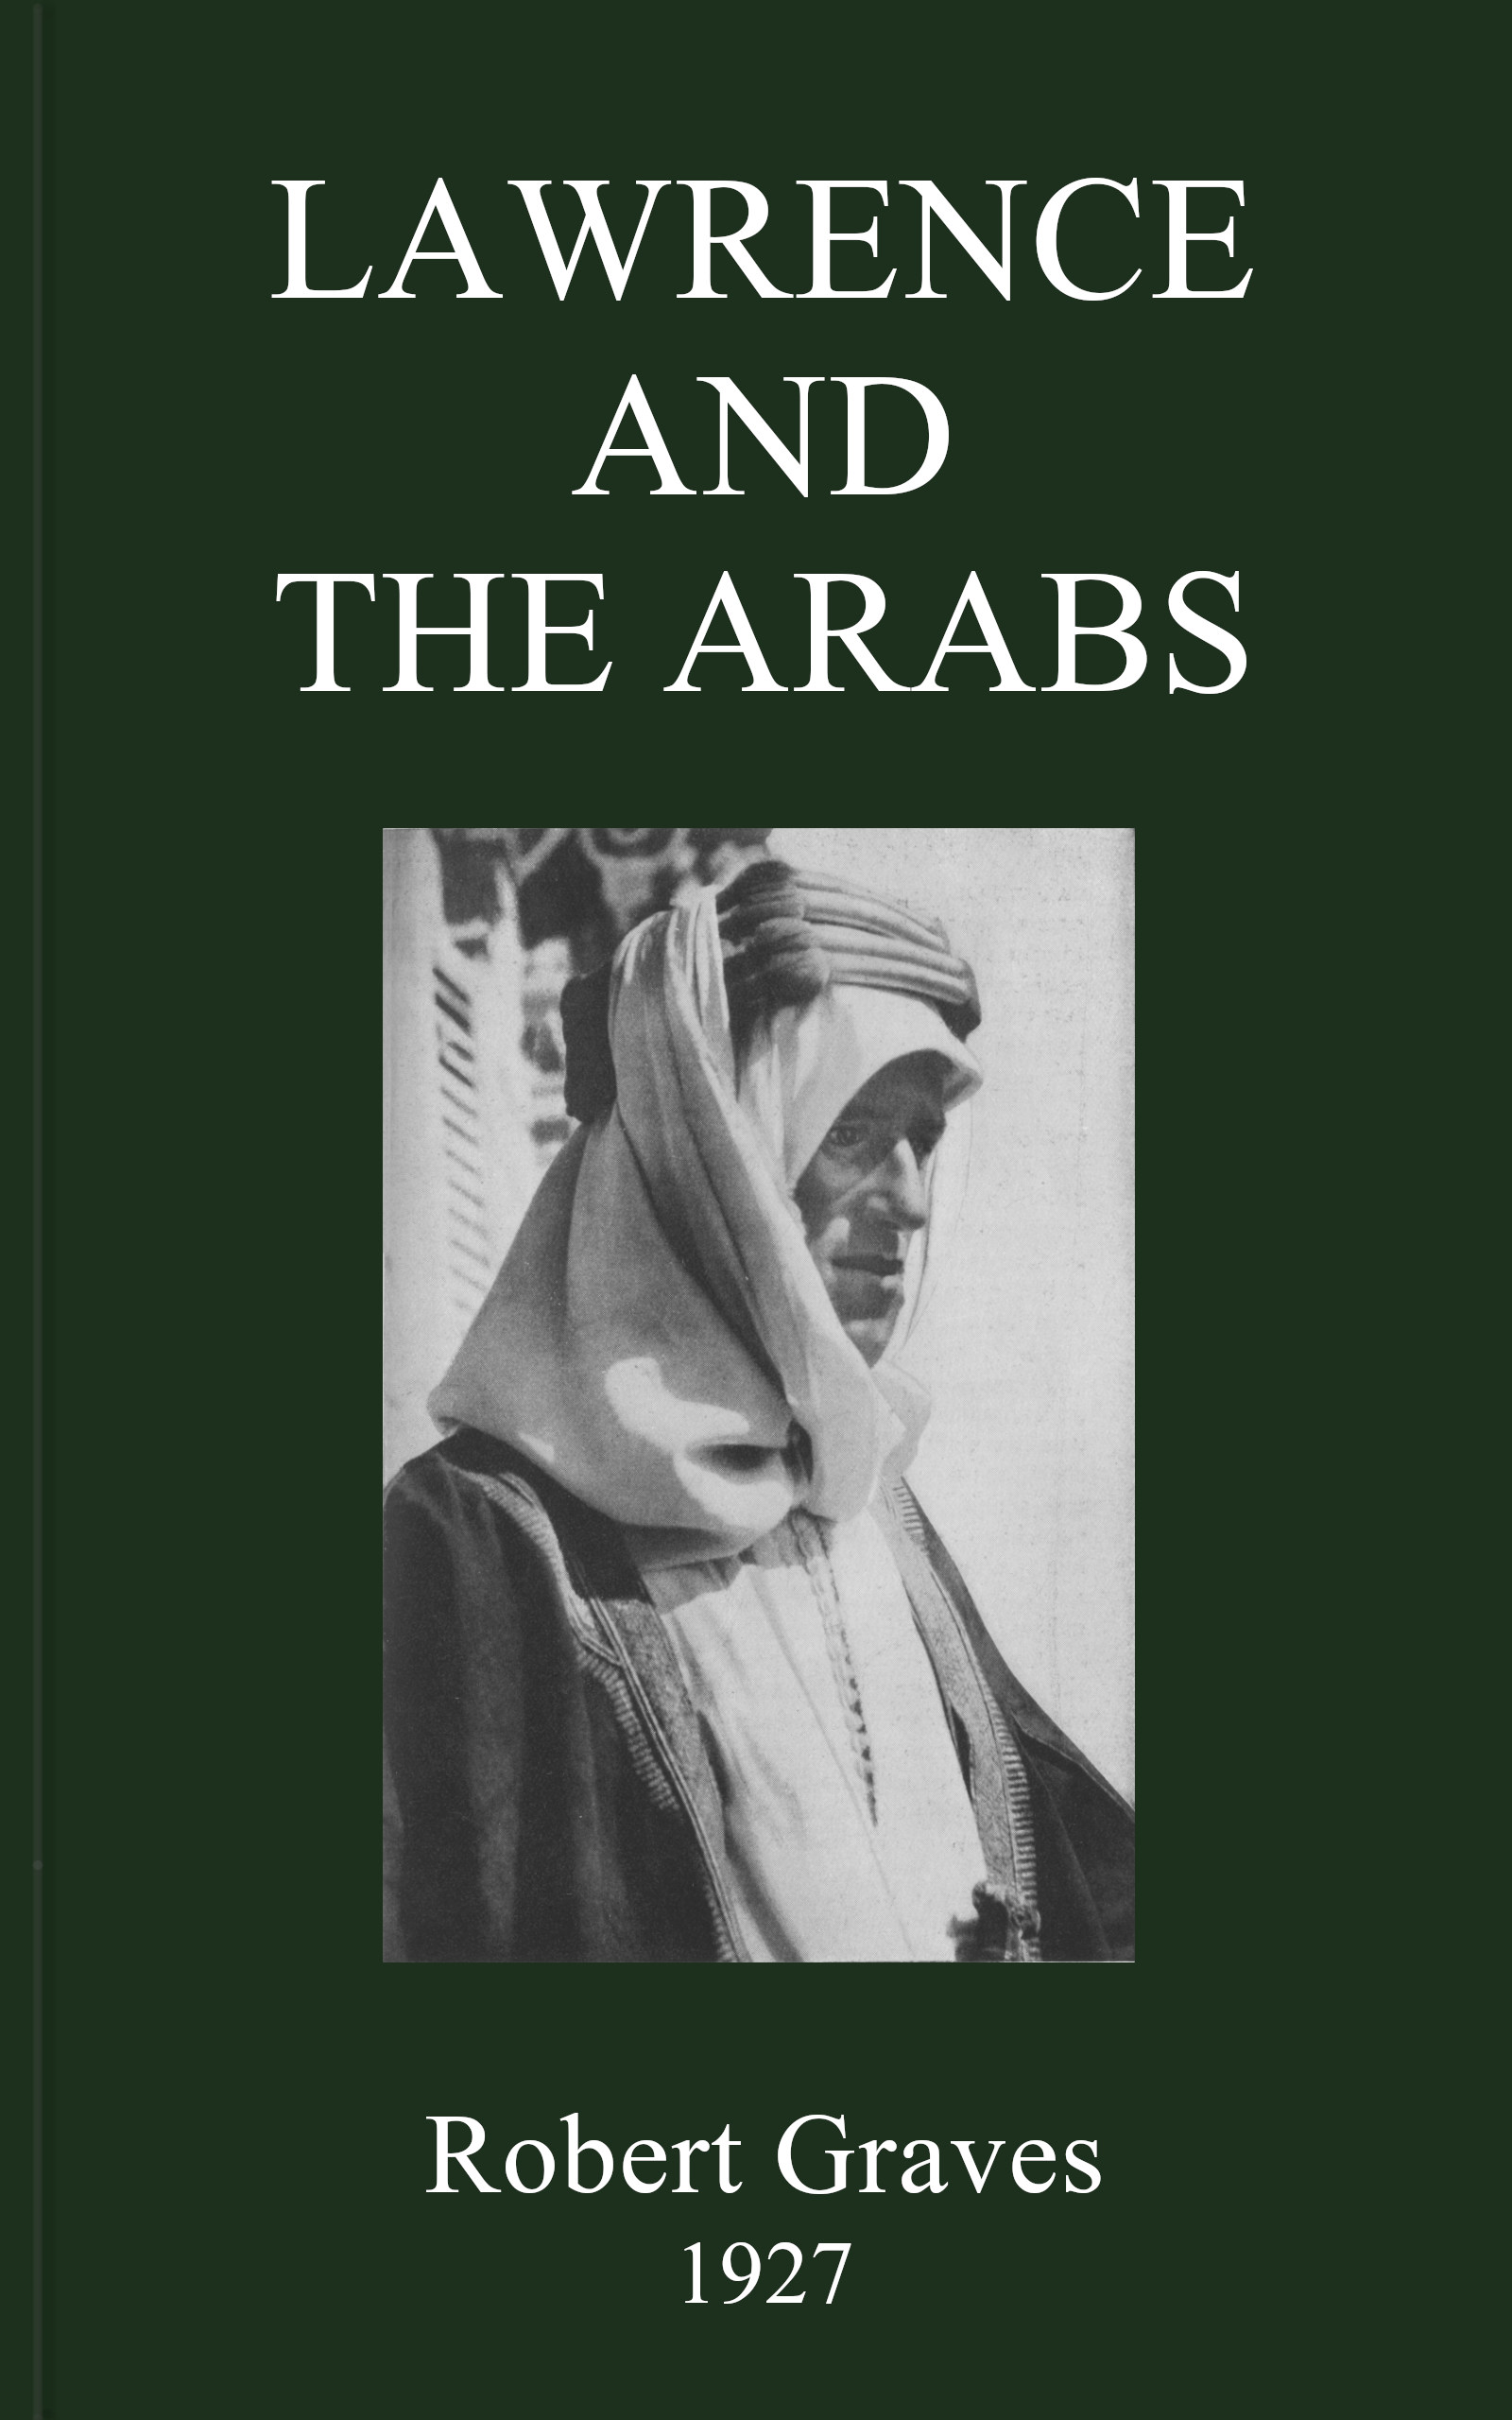 LAWRENCE
AND
THE ARABS
Robert Graves
1927